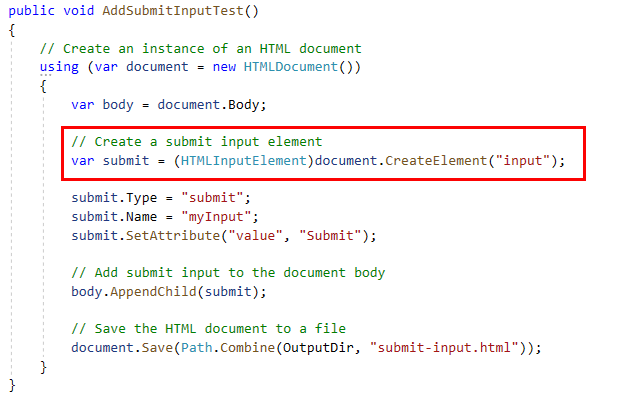 public void AddSubmitInputTest()
{
// Create an instance of an HTML document
using (var document = new HTMLDocument())
{
var body = document.Body;
// Create a submit input element
var submit = (HTMLInputElement)document.CreateElement("input");
submit.Type = "submit";
submit.Name = "myInput";
submit.SetAttribute("value", "Submit");
// Add submit input to the document body
body.AppendChild(submit);
// Save the HTML document to a file
document.Save(Path.Combine(OutputDir, "submit-input.html"));
}
}